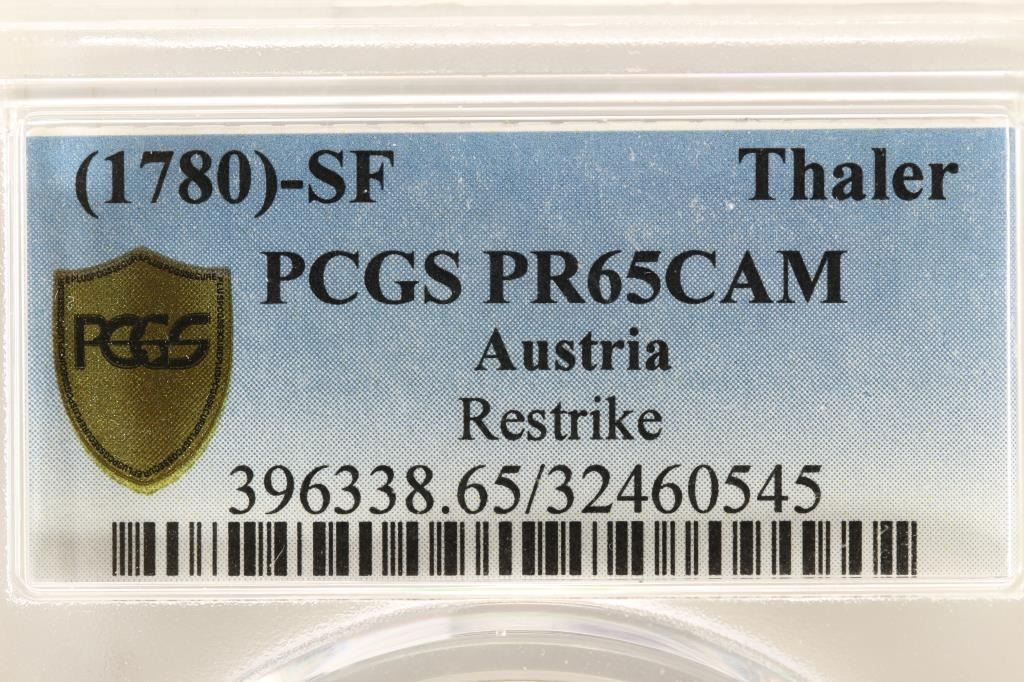 (1780)-SF Thaler
PCGS PR65CAM
PCGS
Austria
Restrike
396338.65/32460545